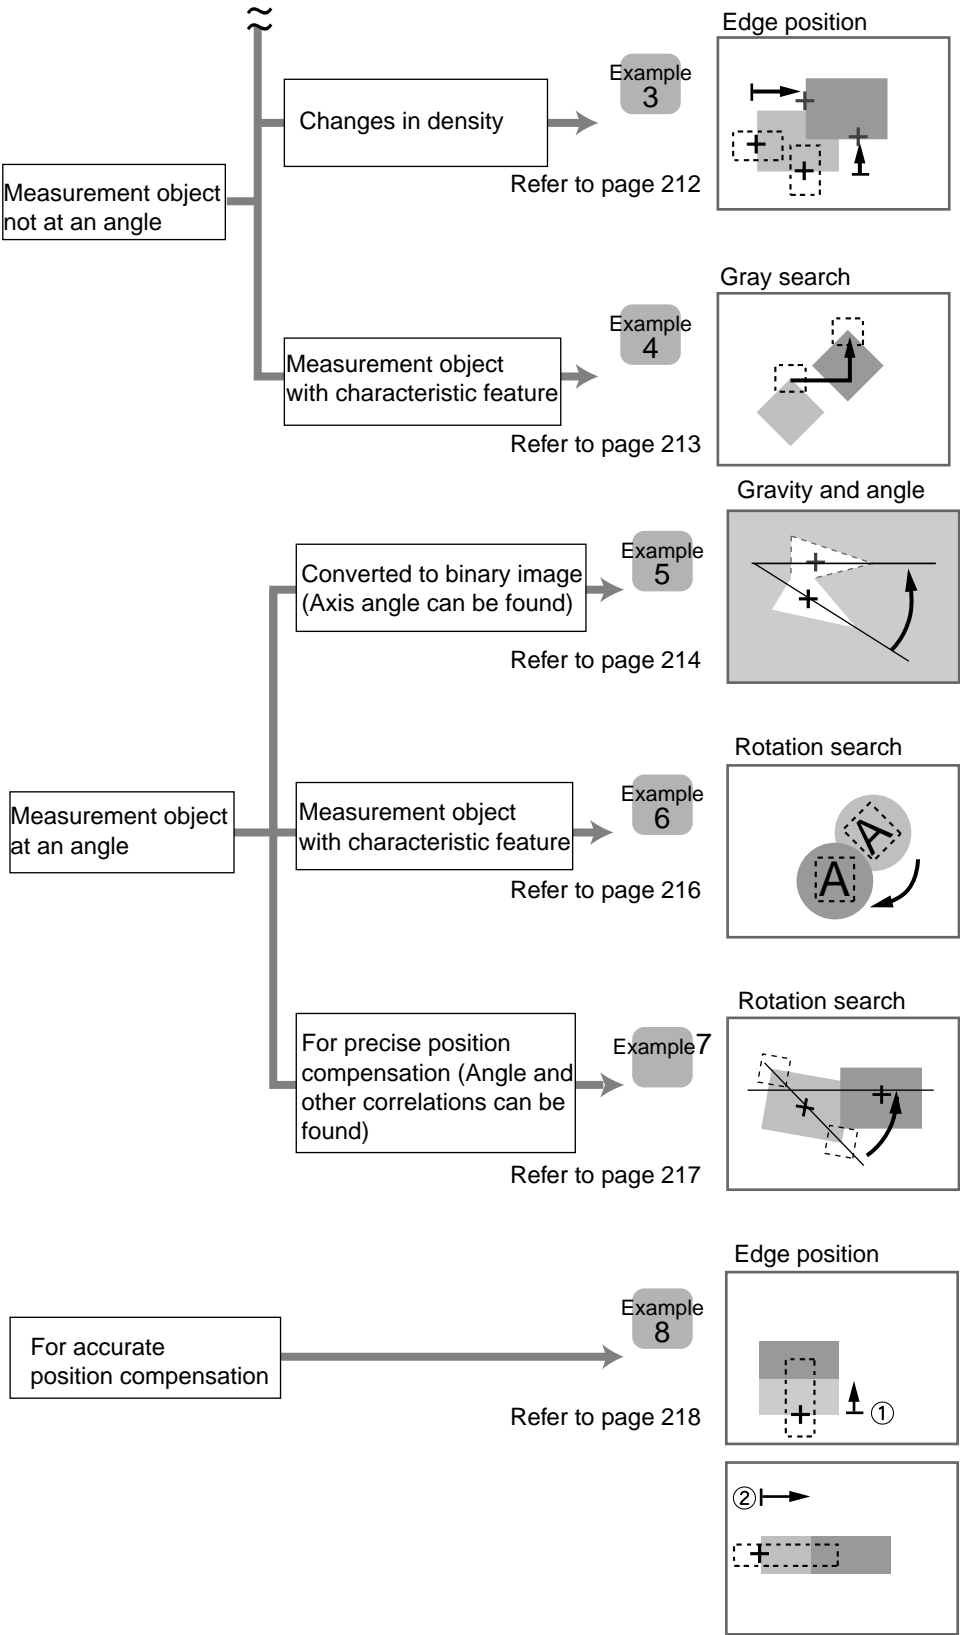 Edge position
Example
3
Changes in density
Refer to page 212
Measurement object
not at an angle
Gray search
Example
4
Measurement object
with characteristic feature
Refer to page 213
Gravity and angle
Example
5
Converted to binary image
(Axis angle can be found)
Refer to page 214
Rotation search
Measurement object
at an angle
Measurement object
with characteristic feature
Example
6
A
A
Refer to page 216
Rotation search
For precise position
compensation (Angle and
other correlations can be
found)
Example7
Refer to page 217
Edge position
For accurate
position compensation
Example
8
Refer to page 218
①
②